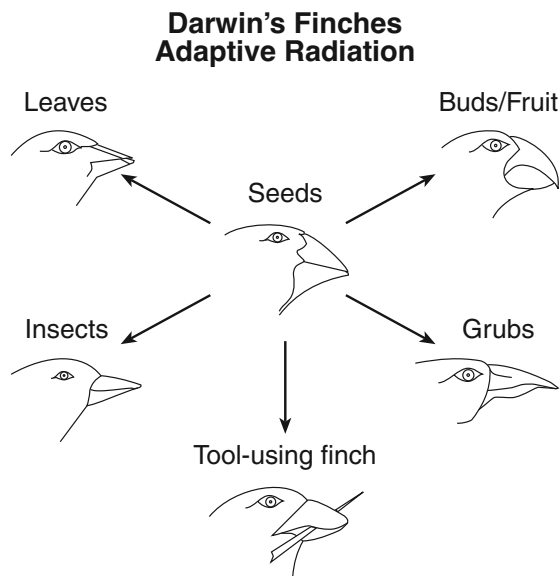 Darwin’s Finches
Adaptive Radiation
Leaves
Buds/Fruit
Seeds
Insects
Grubs
Tool-using finch